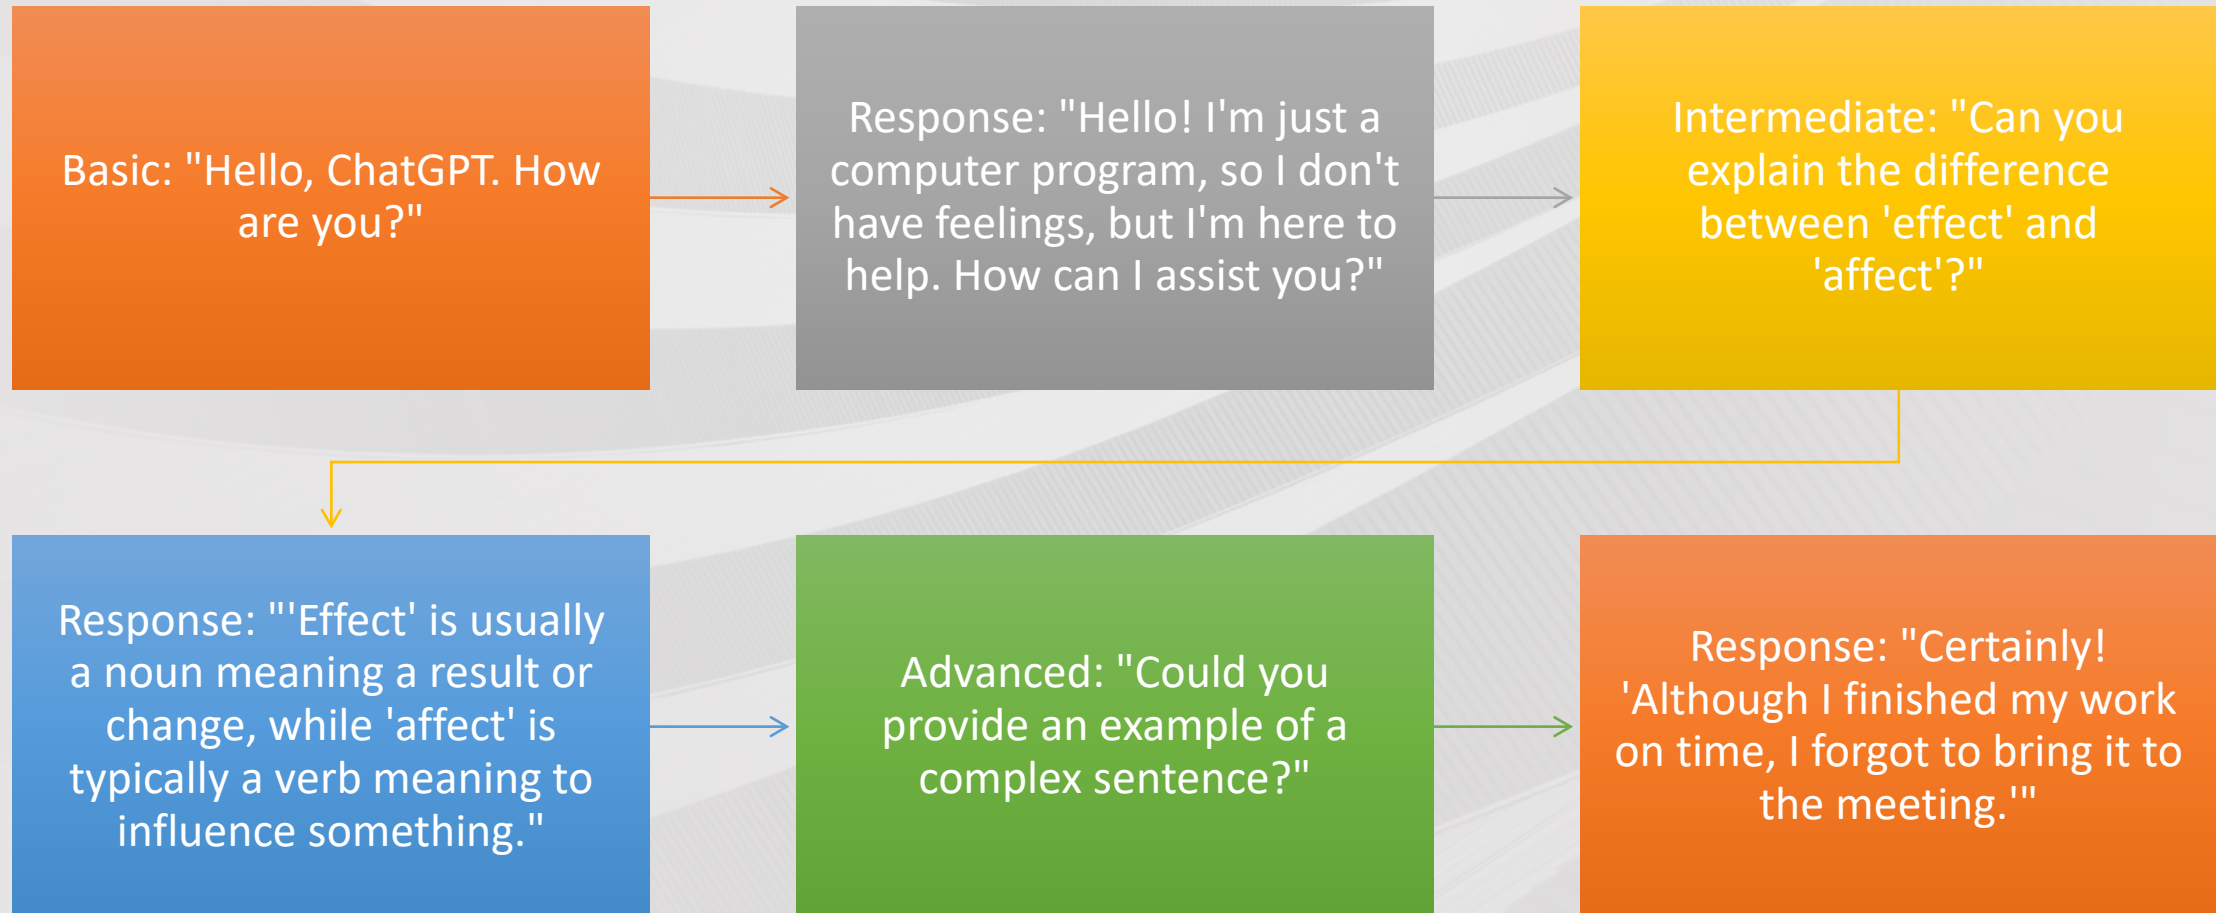 Basic: "Hello, ChatGPT. How
are you?"
Response: "Hello! I'm just a
computer program, so I don't
have feelings, but I'm here to
help. How can I assist you?"
Intermediate: "Can you
explain the difference
between 'effect' and
'affect'?"
Response: "'Effect' is usually
a noun meaning a result or
change, while 'affect' is
typically a verb meaning to
influence something."
Advanced: "Could you
provide an example of a
complex sentence?"
Response: "Certainly!
'Although I finished my work
on time, I forgot to bring it to
the meeting.'"